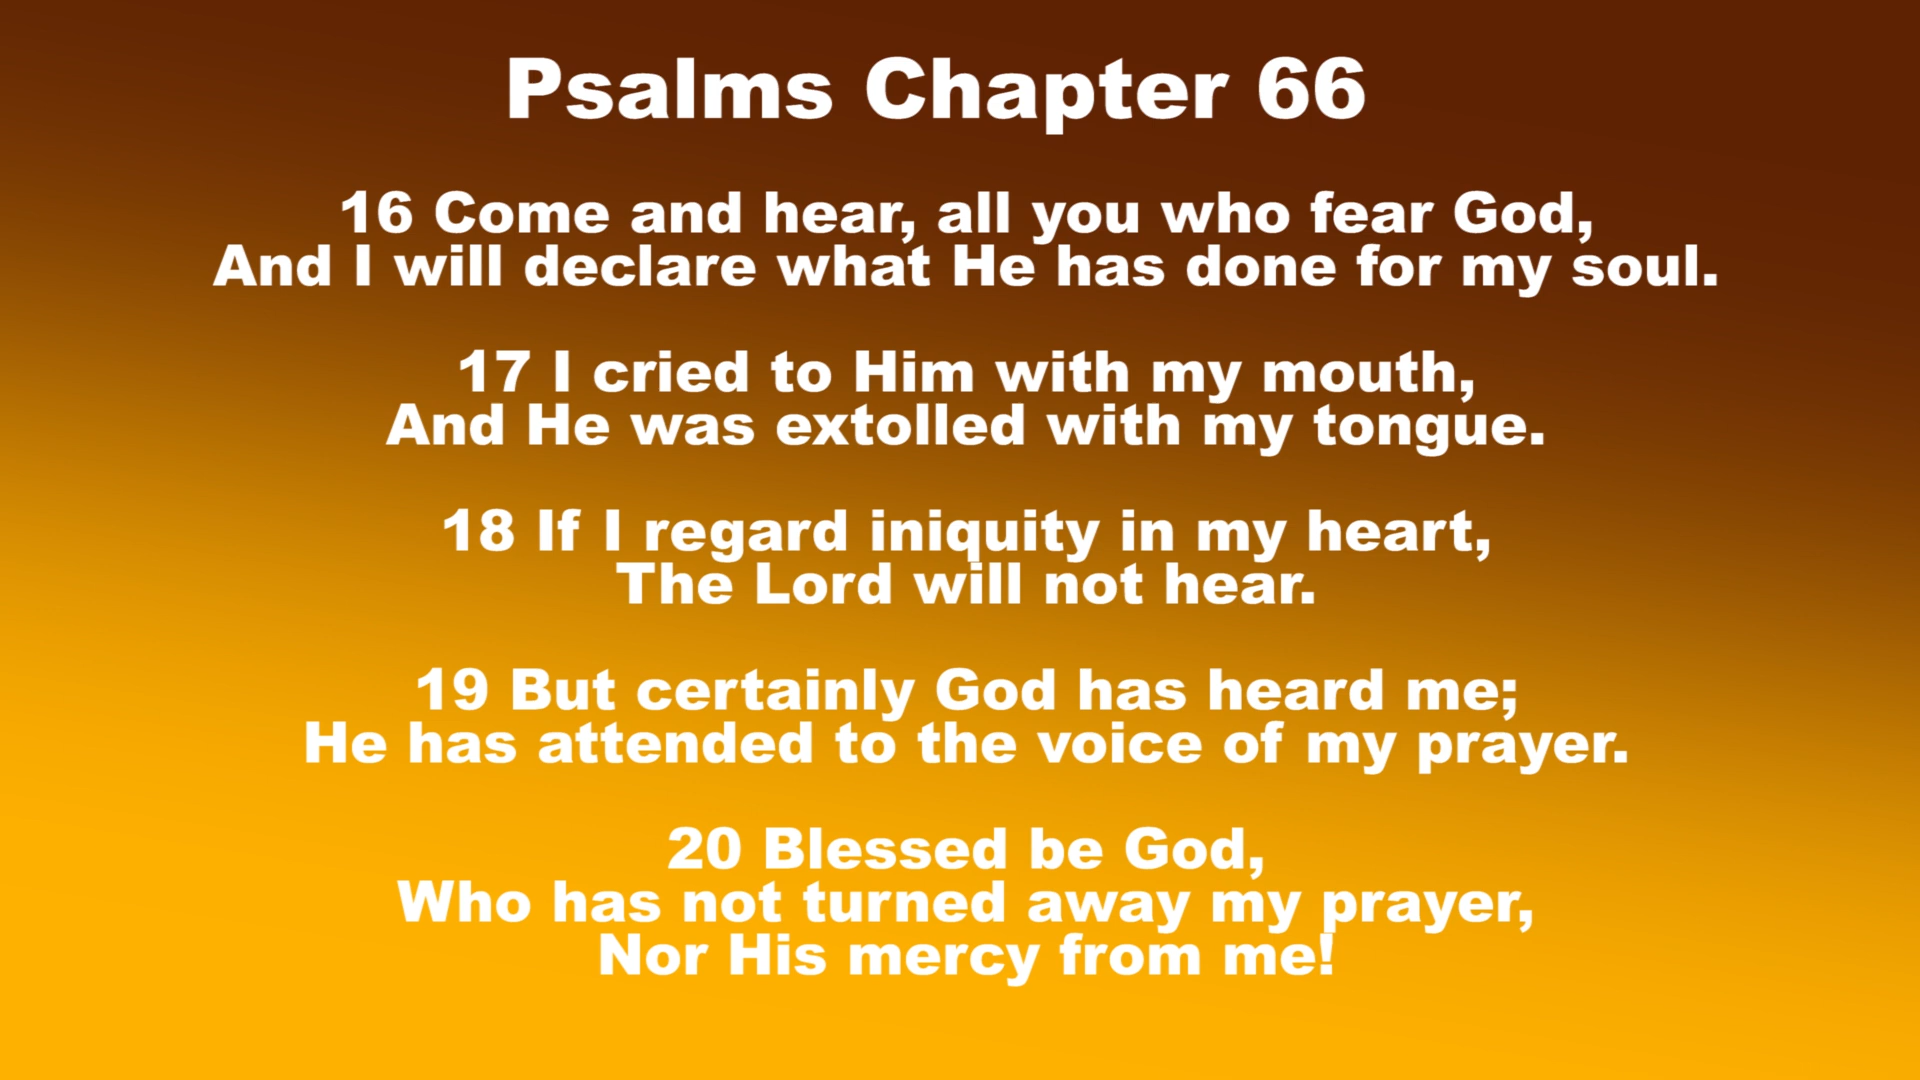 Psalms Chapter 66
16 Come and hear, all you who fear God,
And I will declare what He has done for my soul.
17 I cried to Him with my mouth,
And He was extolled with my tongue.
18 If I regard iniquity in my heart,
The Lord will not hear.
19 But certainly God has heard me;
He has attended to the voice of my prayer.
20 Blessed be God,
Who has not turned away my prayer,
Nor His mercy from me!